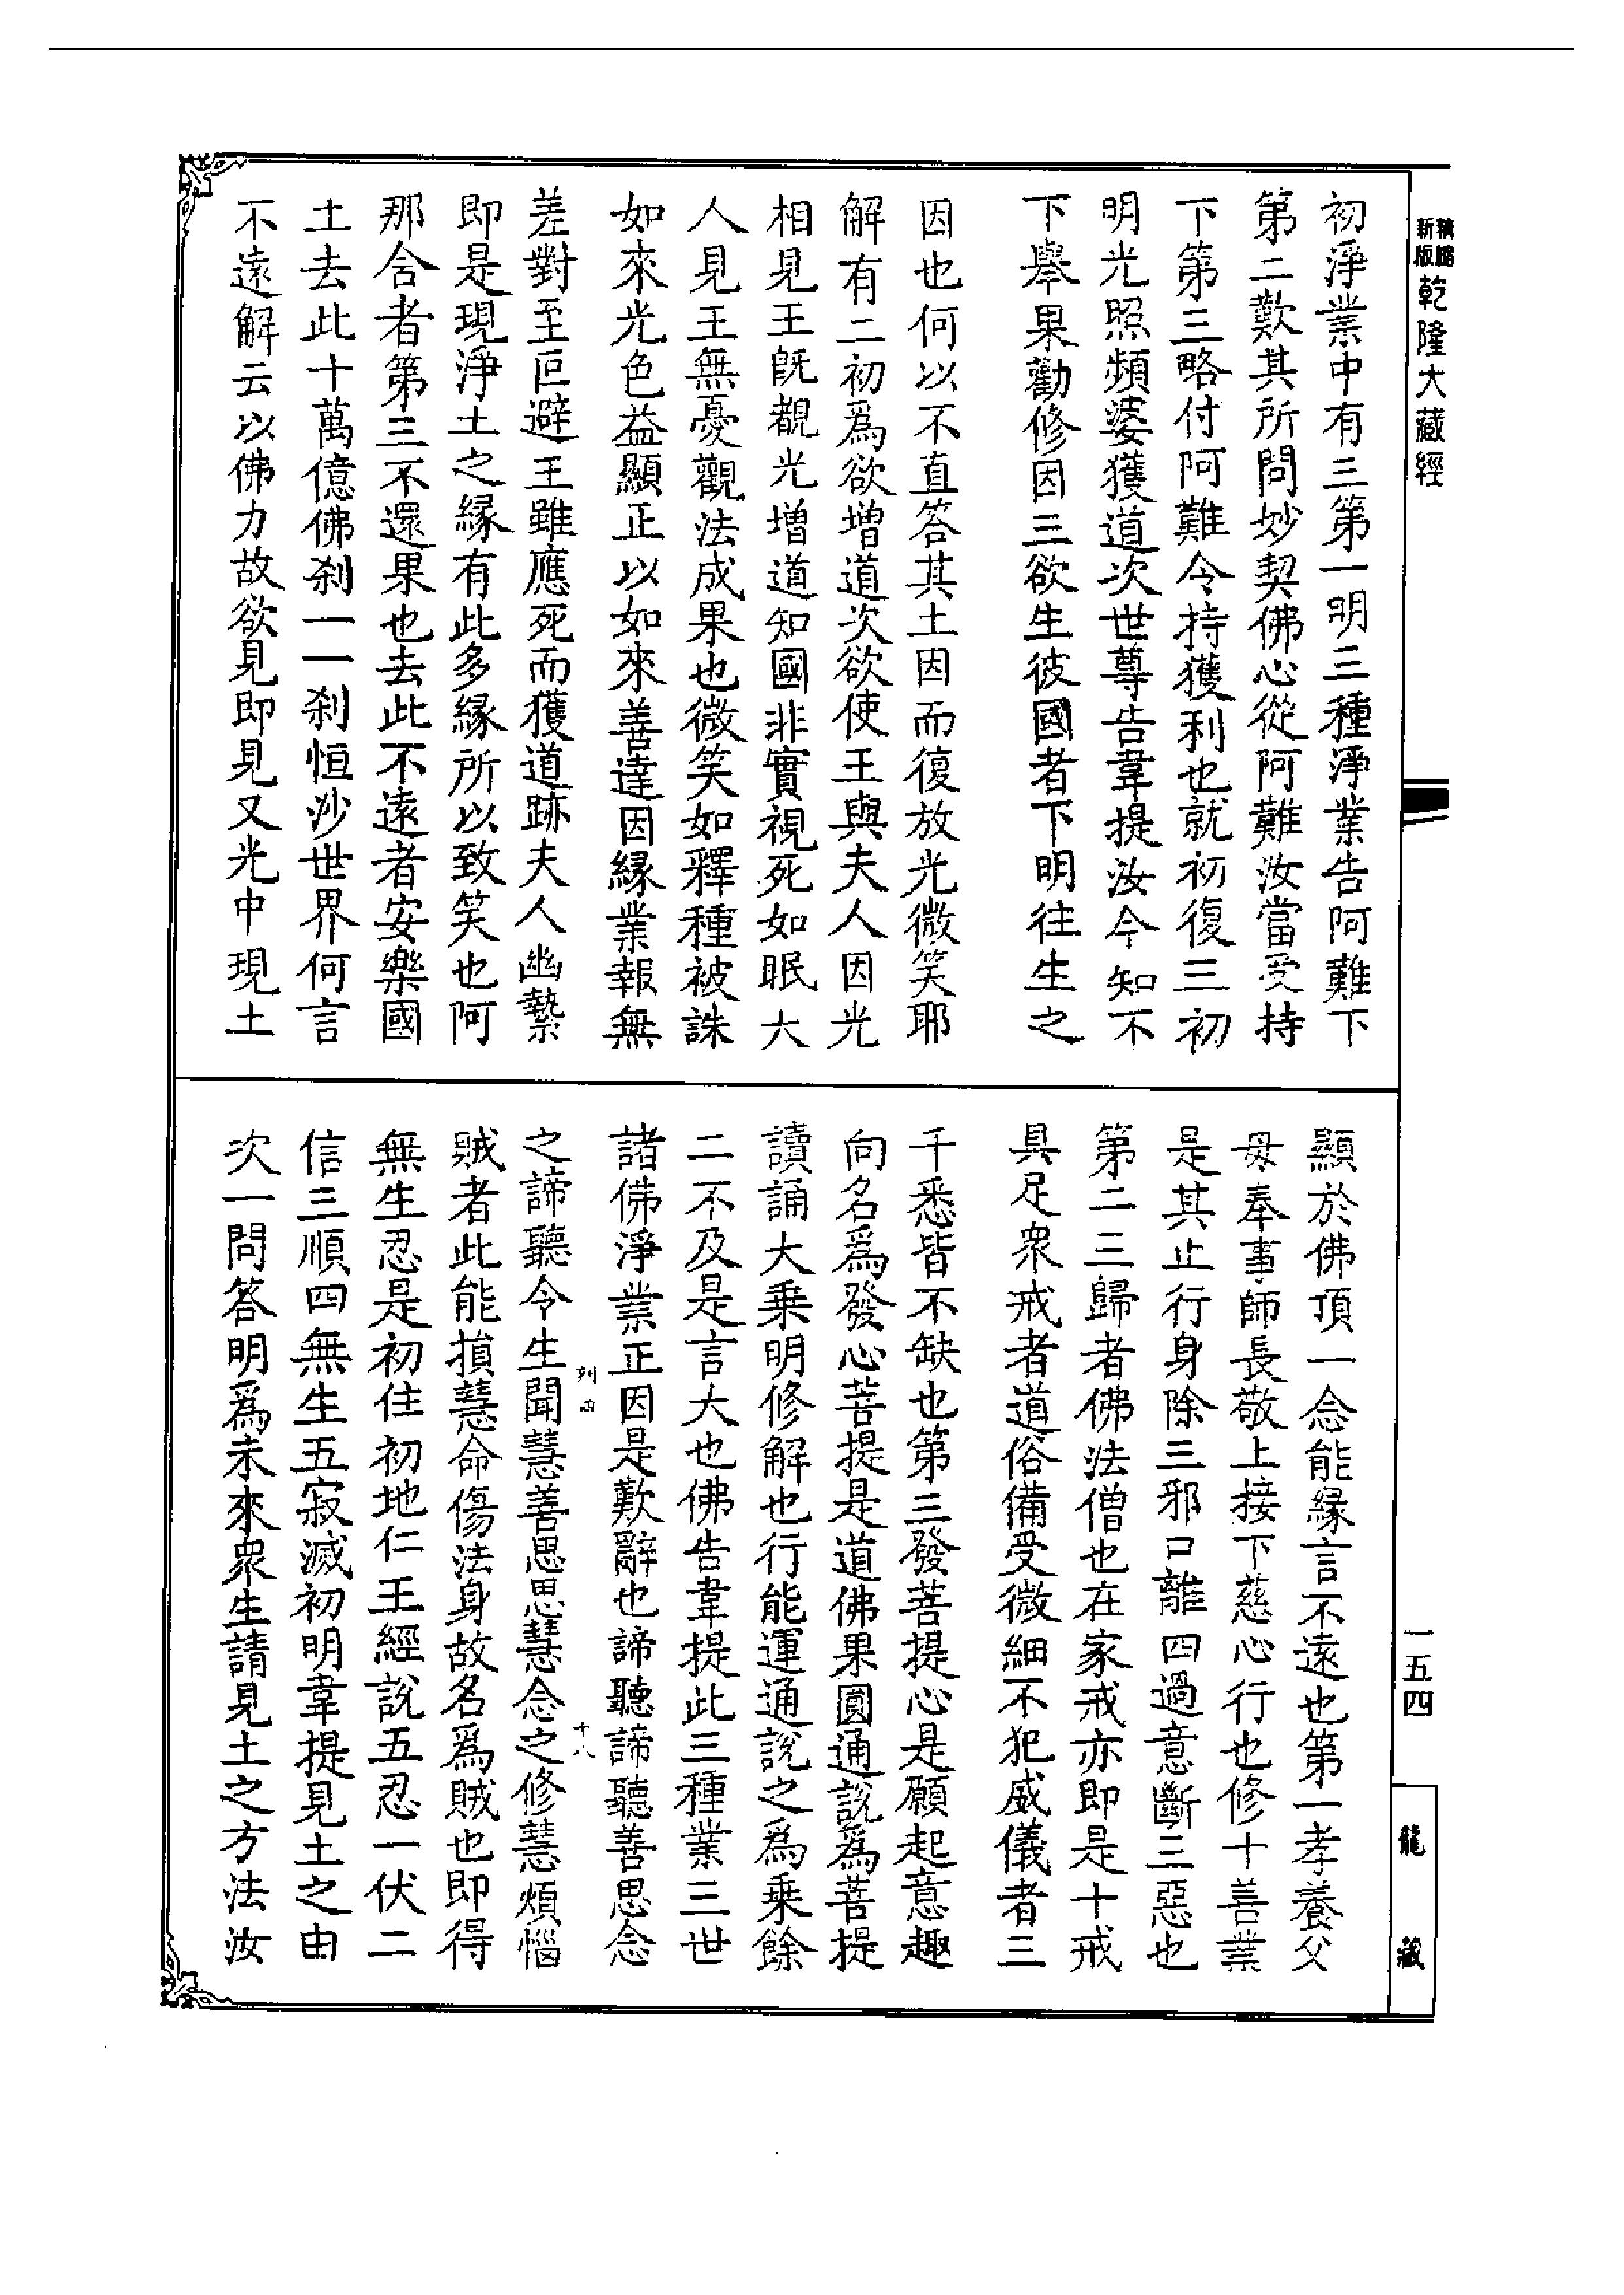 新版
乾隆大藏經
初淨業中有三第一明三種淨業告阿難下
第二歎其所問妙契佛心從阿難汝當受持
下第三略付阿難令持獲利也就初復三初
明光照頻婆獲道次世尊告韋提汝今知不
下舉果勸修因三欲生彼國者下明往生之
因也何以不直答其土因而復放光微笑耶
解有二初爲欲增道次欲使王與夫人因光
相見王旣覩光增道知國非實視死如眠大
人見王無憂觀法成果也微笑如釋種被誅
如來光色益顯正以如來善達因緣業報無
差對至叵避王雖應死而獲道跡夫人幽縶
即是現淨土之緣有此多緣所以致笑也阿
那含者第三不還果也去此不遠者安樂國
土去此十萬億佛刹一一刹恒沙世界何言
不遠解云以佛力故欲見即見又光中現土
顯於佛頂一念能緣言不遠也第一孝養父
母奉事師長敬上接下慈心行也修十善業
是其止行身除三邪口離四過意斷三惡也
第二三歸者佛法僧也在家戒亦即是十戒
具足衆戒者道俗備受微細不犯威儀者三
千悉皆不缺也第三發菩提心是願起意趣
向名爲發心菩提是道佛果圓通說爲菩提
讀誦大乘明修解也行能運通說之爲乘餘
二不及是言大也佛告韋提此三種業三世
諸佛淨業正因是歎辭也諦聽諦聽善思念
之諦聽令生聞慧善思思慧念之修慧煩惱
賊者此能損慧命傷法身故名爲賊也即得
無生忍是初住初地仁王經說五忍一伏二
信三順四無生五寂滅初明韋提見土之由
次一問答明爲未來衆生請見土之方法汝
十八
一五四
龍藏